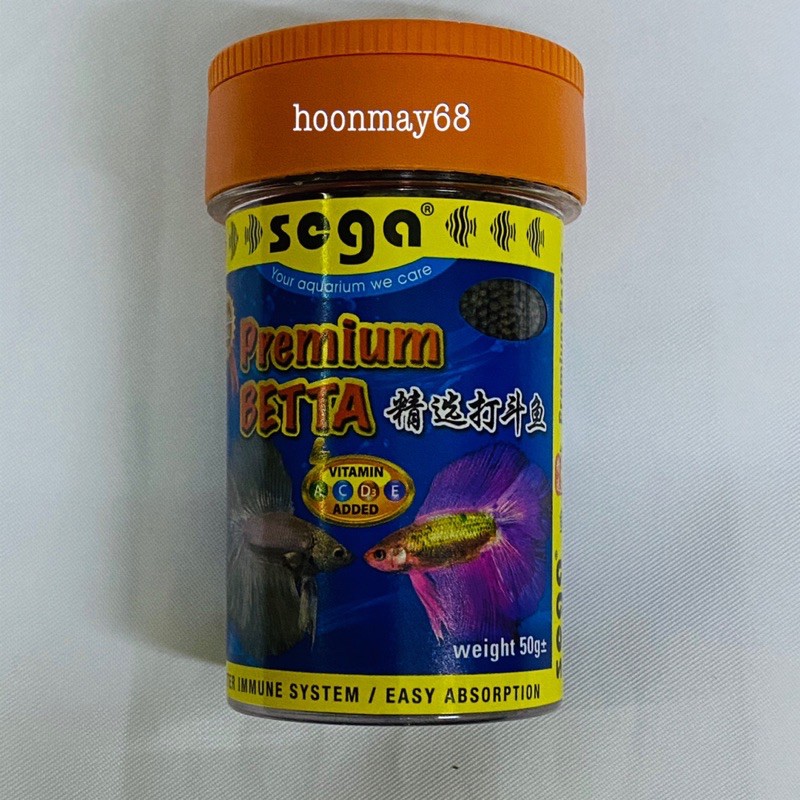 hoonmay68
sega®
Your aquarium we care
Premium
BETTA 精选打斗鱼
VITAMIN
A C D3 E
ADDED
weight 50g±
IMMUNE SYSTEM / EASY ABSORPTION